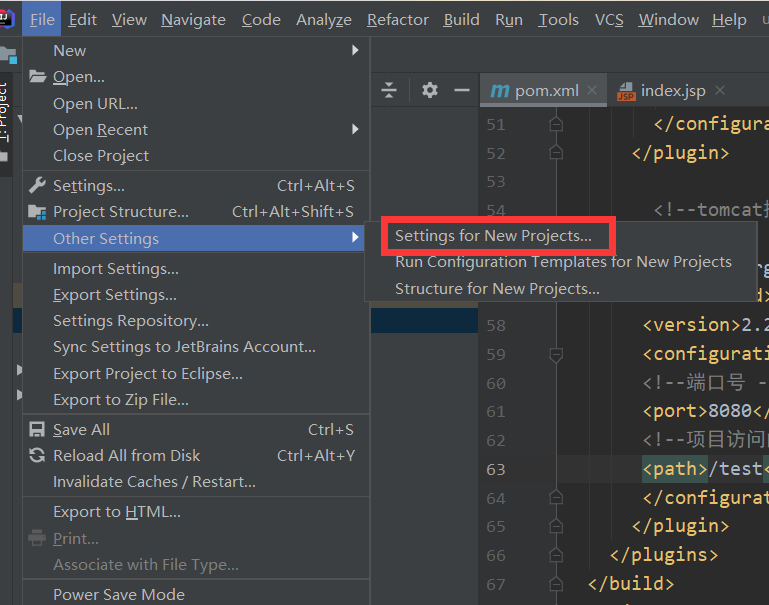 File Edit View Navigate Code Analyze Refactor Build Run Tools VCS Window Help
1: Project
New
Open...
Open URL...
Open Recent
Close Project
Settings... Ctrl+Alt+S
Project Structure... Ctrl+Alt+Shift+S
Other Settings
Import Settings...
Export Settings...
Settings Repository...
Sync Settings to JetBrains Account...
Export Project to Eclipse...
Export to Zip File...
Save All Ctrl+S
Reload All from Disk Ctrl+Alt+Y
Invalidate Caches / Restart...
Export to HTML...
Print...
Associate with File Type...
Power Save Mode
Settings for New Projects...
Run Configuration Templates for New Projects
Structure for New Projects...
m pom.xml
JSP index.jsp
51 </configura
52 </plugin>
53
54 <!--tomcat
58 <version>2.2
59 <configurati
60 <!--端口号 -
61 <port>8080</
62 <!--项目访问
63 <path>/test<
64 </configurat
65 </plugin>
66 </plugins>
67 </build>